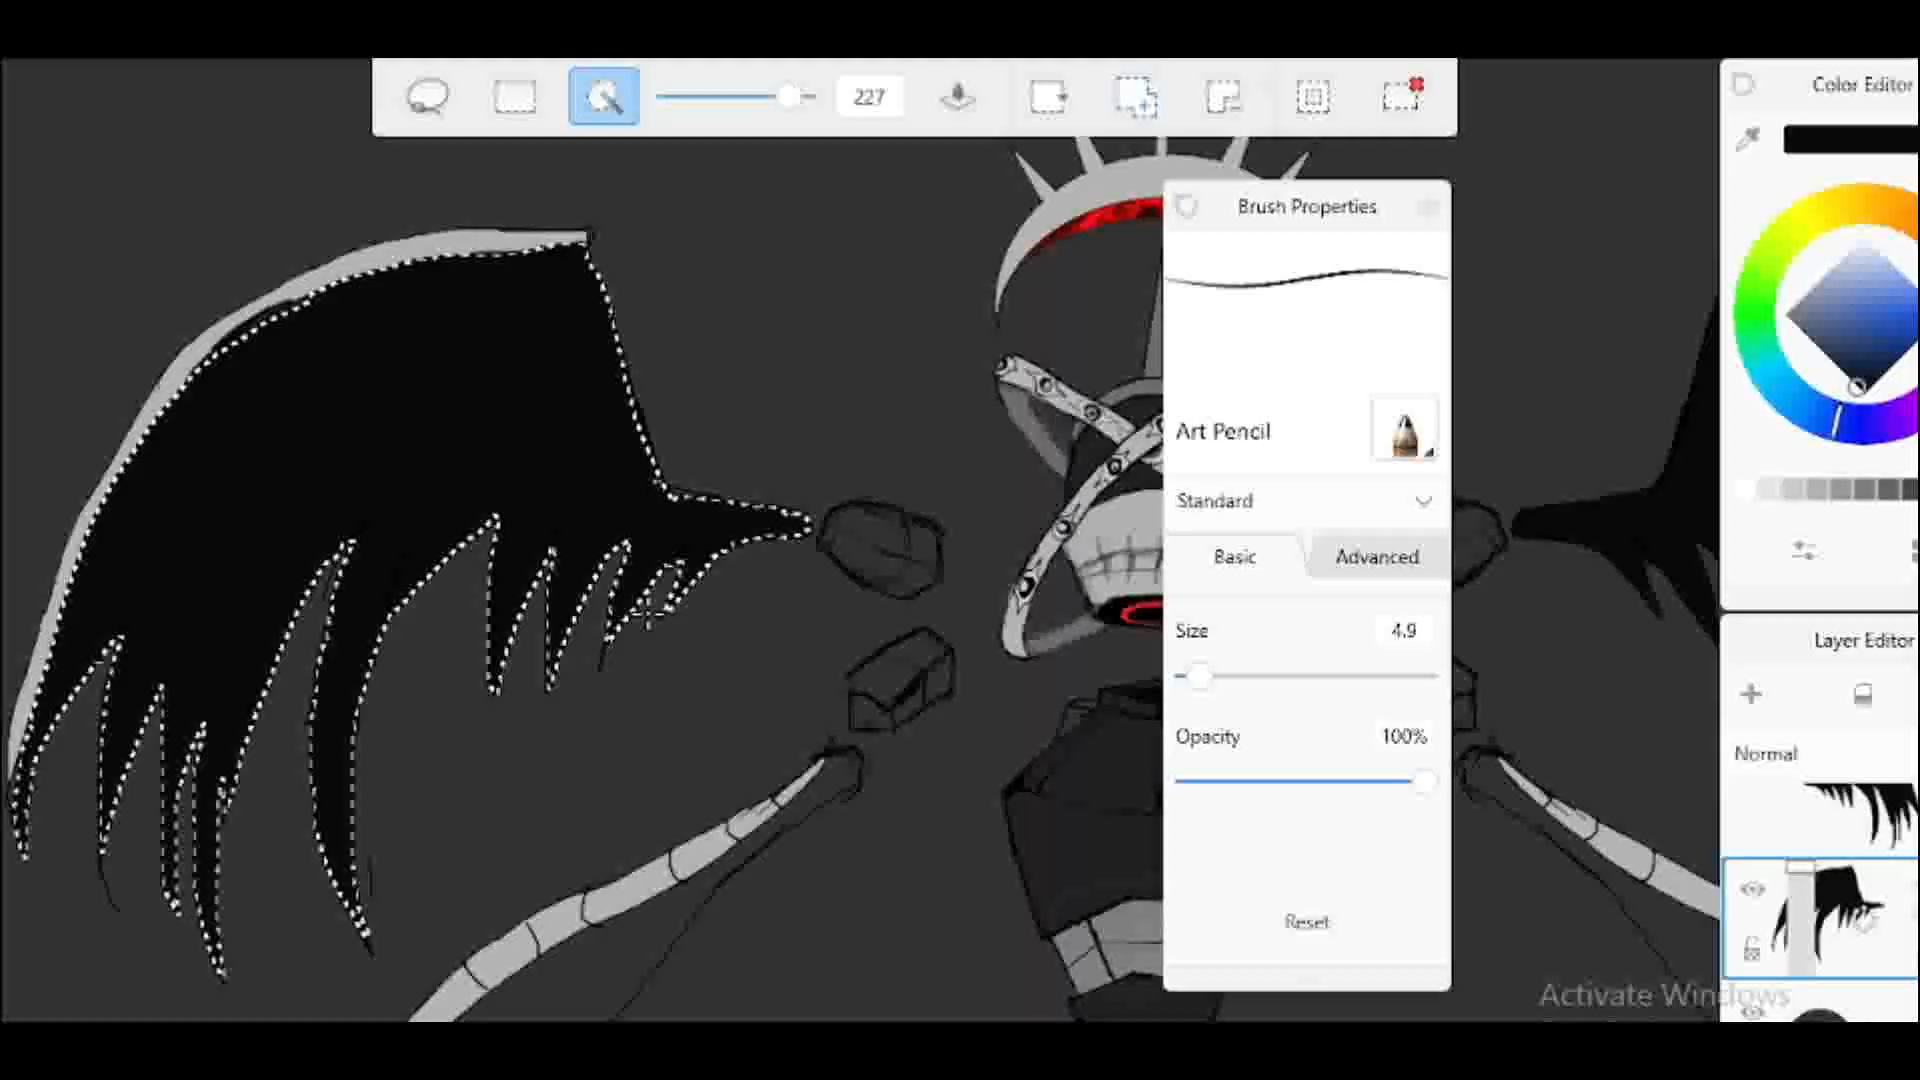 227
Color Editor
Brush Properties
Art Pencil
Standard
Basic
Advanced
Size
4.9
Layer Editor
Opacity
100%
Normal
Reset
Activate Windows